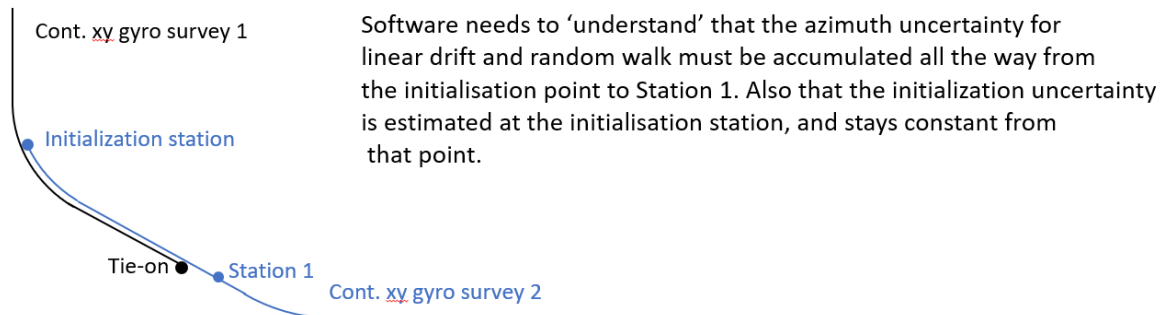 Cont. xy gyro survey 1
Software needs to ‘understand’ that the azimuth uncertainty for
linear drift and random walk must be accumulated all the way from
the initialisation point to Station 1. Also that the initialization uncertainty
is estimated at the initialisation station, and stays constant from
that point.
Initialization station
Tie-on
Station 1
Cont. xy gyro survey 2